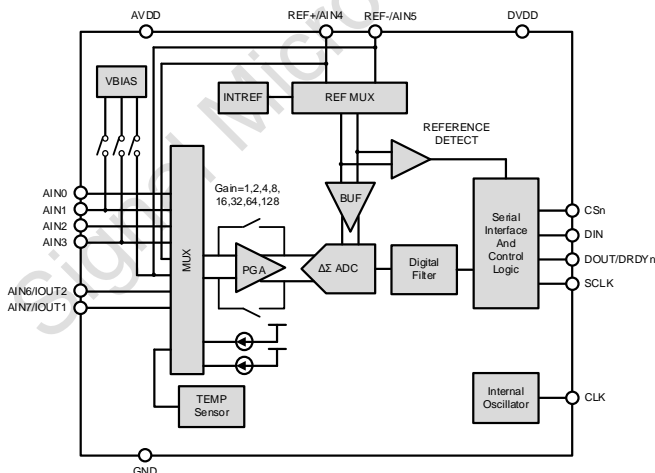 AVDD
REF+/AIN4
REF-/AIN5
DVDD
VBIAS
INTREF
REF MUX
REFERENCE
DETECT
AIN0
AIN1
AIN2
AIN3
AIN6/IOUT2
AIN7/IOUT1
MUX
Gain=1,2,4,8,
16,32,64,128
PGA
BUF
ΔΣ ADC
Digital
Filter
Serial
Interface
And
Control
Logic
CSn
DIN
DOUT/DRDYn
SCLK
TEMP
Sensor
Internal
Oscillator
CLK
GND
Signal Micro